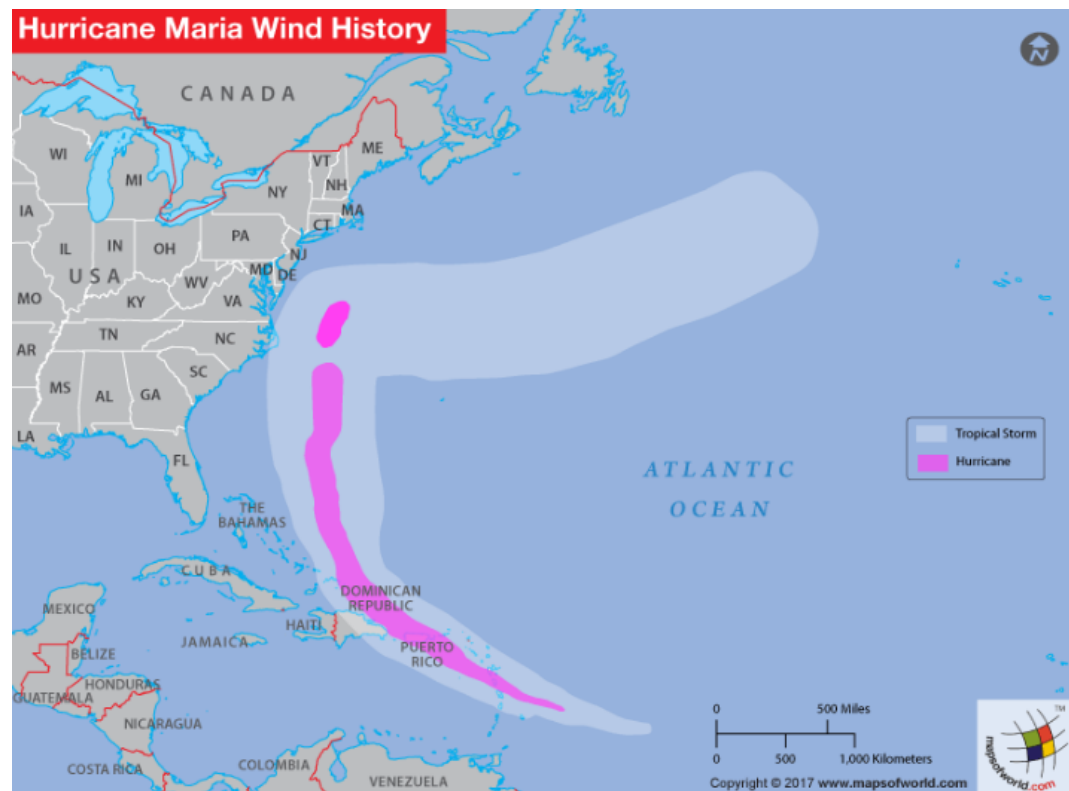 Hurricane Maria Wind History
N
CANADA
ME
VT
NH
NY
MA
CT
WI
MI
IA
PA
NJ
IL
IN
OH
MD
DE
USA
WV
MO
KY
VA
TN
NC
AR
SC
MS
AL
GA
LA
FL
Tropical Storm
Hurricane
ATLANTIC
OCEAN
THE
BAHAMAS
CUBA
DOMINICAN
REPUBLIC
MEXICO
HAITI
JAMAICA
PUERTO
RICO
BELIZE
HONDURAS
GUATEMALA
NICARAGUA
COSTA RICA
COLOMBIA
VENEZUELA
0 500 Miles
0 500 1,000 Kilometers
Copyright © 2017 www.mapsofworld.com
TM
mapsofworld.com